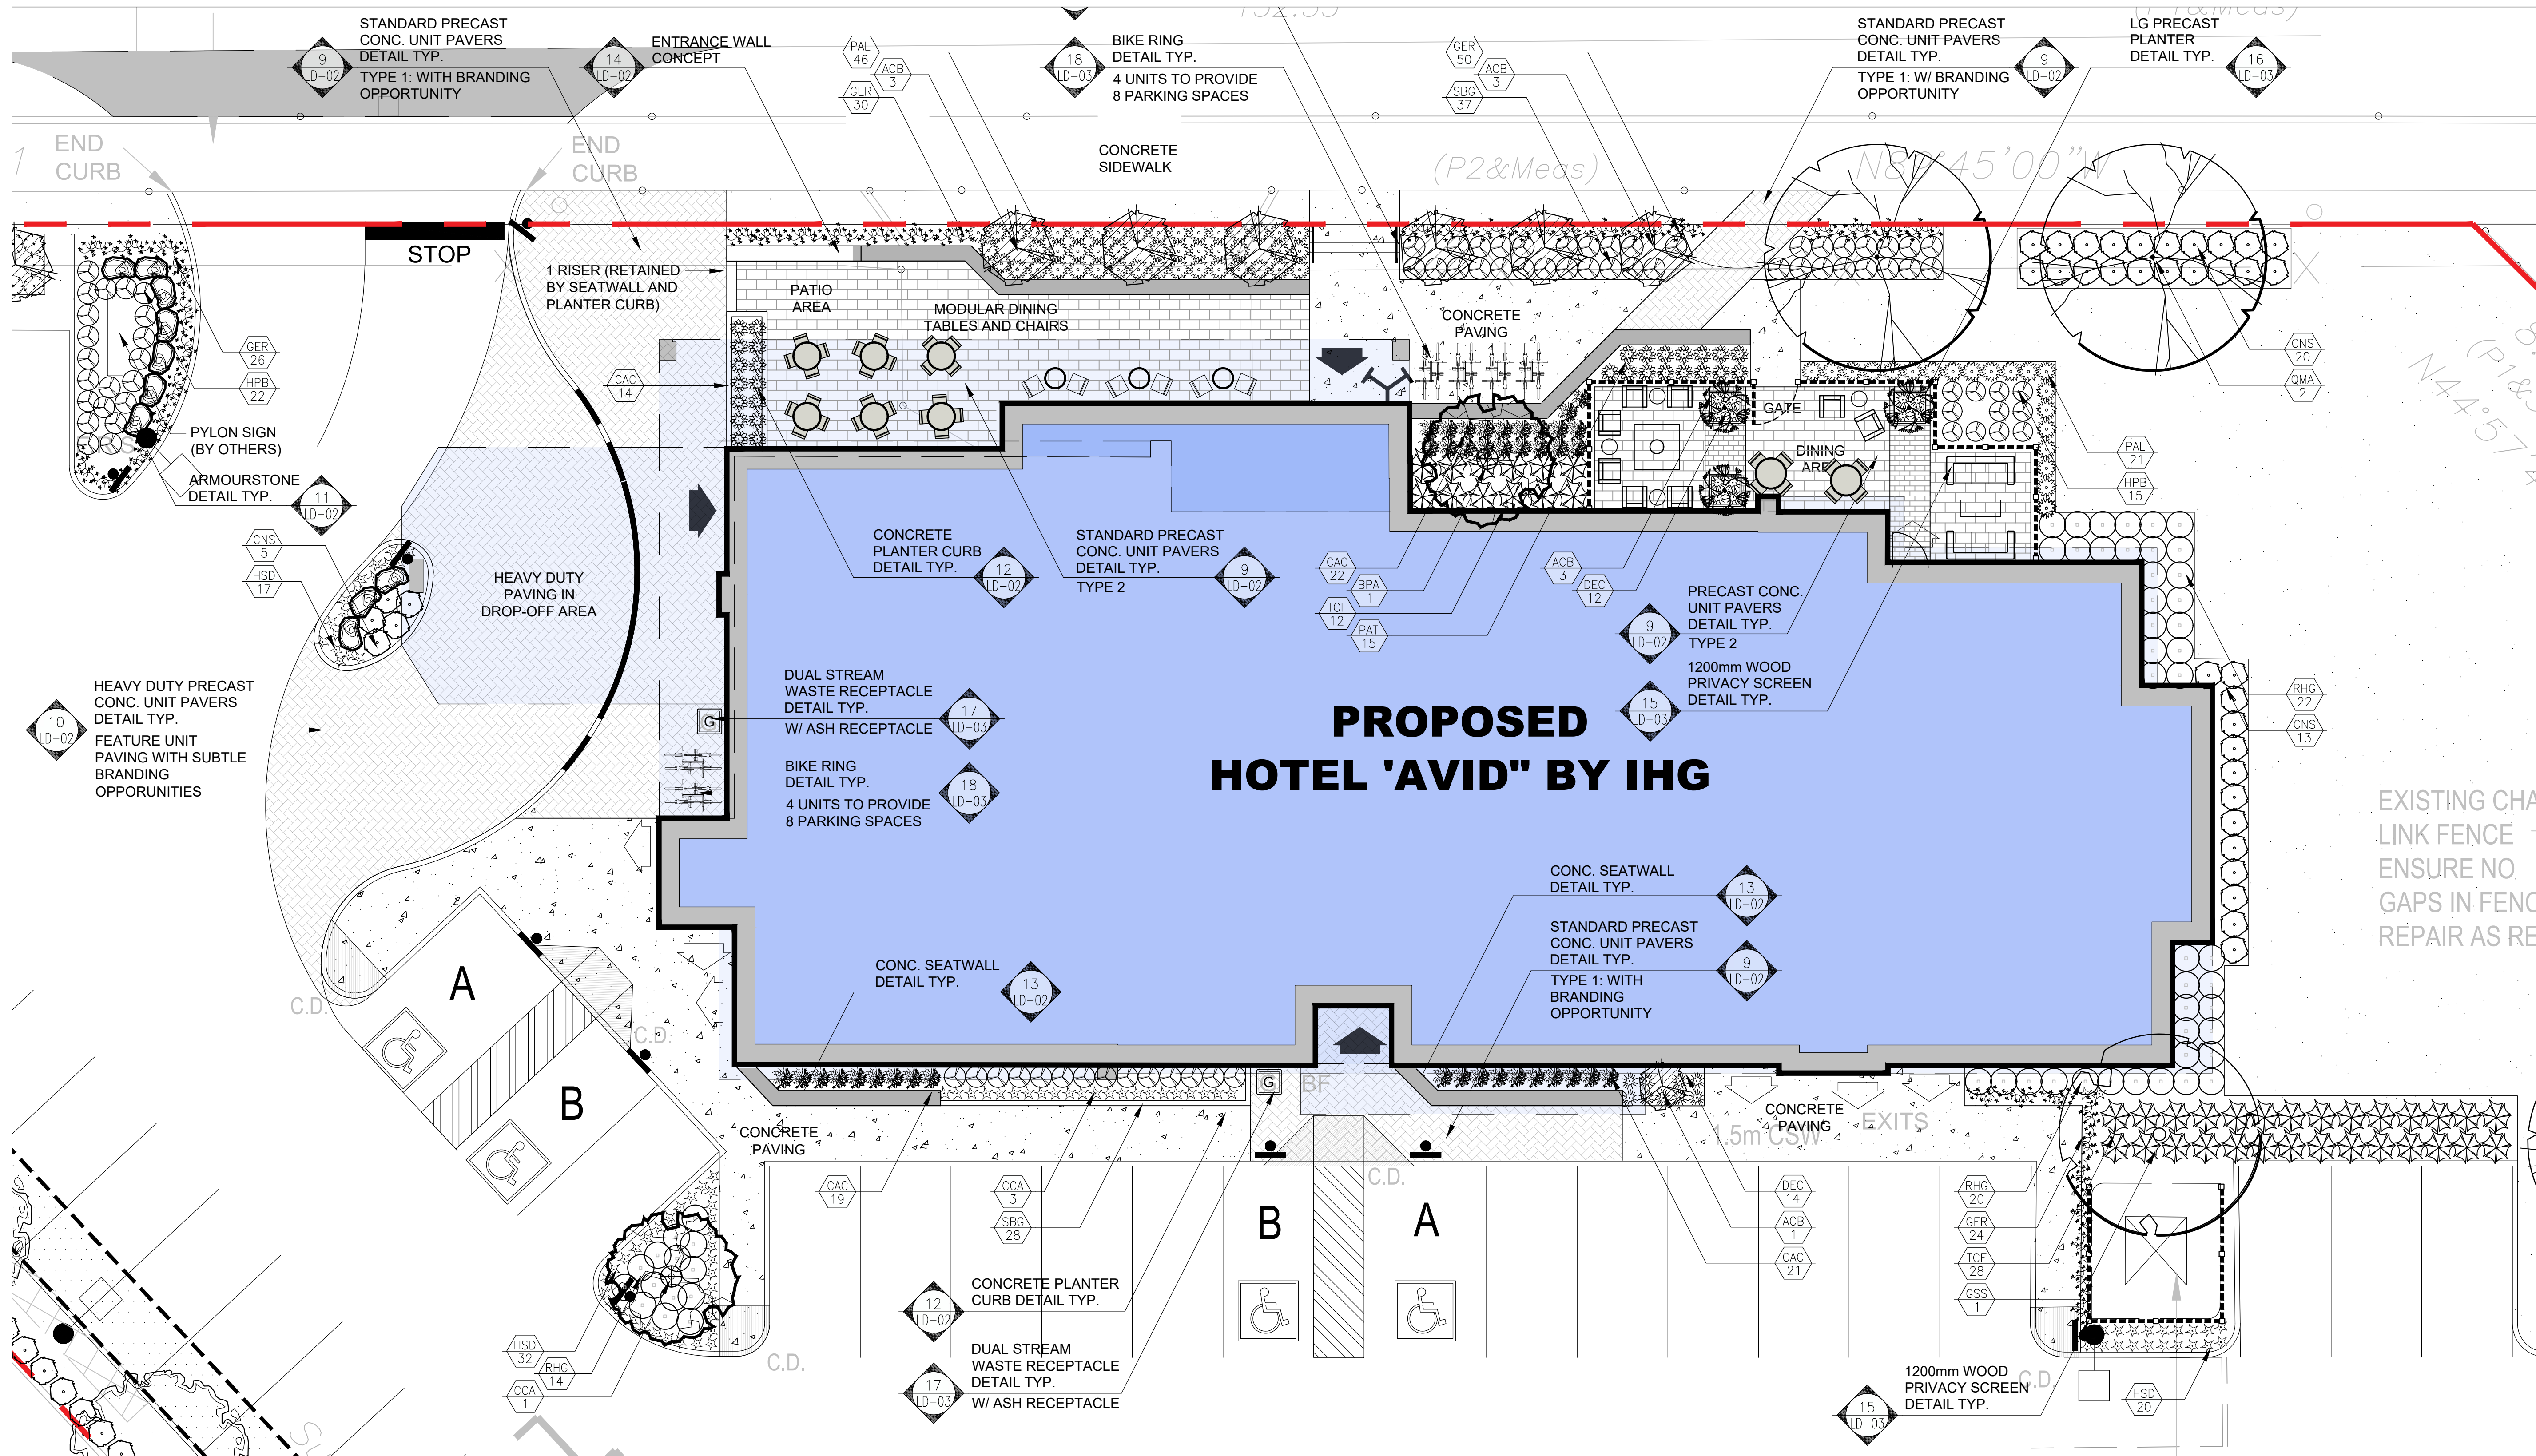 STANDARD PRECAST
CONC. UNIT PAVERS
DETAIL TYP.
TYPE 1: WITH BRANDING
OPPORTUNITY
9
LD-02
14
LD-02
ENTRANCE WALL
CONCEPT
PAL
46
ACB
3
GER
30
18
LD-03
BIKE RING
DETAIL TYP.
4 UNITS TO PROVIDE
8 PARKING SPACES
GER
50
ACB
3
SBG
37
STANDARD PRECAST
CONC. UNIT PAVERS
DETAIL TYP.
TYPE 1: W/ BRANDING
OPPORTUNITY
9
LD-02
LG PRECAST
PLANTER
DETAIL TYP.
16
LD-03
END
CURB
END
CURB
CONCRETE
SIDEWALK
(P2&Meas)
N89°45'00"W
STOP
1 RISER (RETAINED
BY SEATWALL AND
PLANTER CURB)
PATIO
AREA
MODULAR DINING
TABLES AND CHAIRS
CONCRETE
PAVING
GER
26
HPB
22
CAC
14
CNS
20
QMA
2
GATE
DINING
AREA
PYLON SIGN
(BY OTHERS)
ARMOURSTONE
DETAIL TYP.
11
LD-02
PAL
21
HPB
15
CNS
5
HSD
17
HEAVY DUTY
PAVING IN
DROP-OFF AREA
CONCRETE
PLANTER CURB
DETAIL TYP.
12
LD-02
STANDARD PRECAST
CONC. UNIT PAVERS
DETAIL TYP.
TYPE 2
9
LD-02
CAC
22
BPA
1
TCF
12
PAT
15
ACB
3
DEC
12
PRECAST CONC.
UNIT PAVERS
DETAIL TYP.
TYPE 2
9
LD-02
1200mm WOOD
PRIVACY SCREEN
DETAIL TYP.
15
LD-03
10
LD-02
HEAVY DUTY PRECAST
CONC. UNIT PAVERS
DETAIL TYP.
FEATURE UNIT
PAVING WITH SUBTLE
BRANDING
OPPORUNITIES
DUAL STREAM
WASTE RECEPTACLE
DETAIL TYP.
W/ ASH RECEPTACLE
17
LD-03
G
BIKE RING
DETAIL TYP.
4 UNITS TO PROVIDE
8 PARKING SPACES
18
LD-03
PROPOSED
HOTEL 'AVID" BY IHG
RHG
22
CNS
13
EXISTING CHA
LINK FENCE
ENSURE NO
GAPS IN FENC
REPAIR AS RE
CONC. SEATWALL
DETAIL TYP.
13
LD-02
STANDARD PRECAST
CONC. UNIT PAVERS
DETAIL TYP.
TYPE 1: WITH
BRANDING
OPPORTUNITY
9
LD-02
CONC. SEATWALL
DETAIL TYP.
13
LD-02
A
C.D.
C.D.
B
G
BF
CONCRETE
PAVING
CONCRETE
PAVING
1.5m CSW
EXITS
C.D.
CAC
19
CCA
3
SBG
28
B
A
DEC
14
ACB
1
CAC
21
RHG
20
GER
24
TCF
28
GSS
1
12
LD-02
CONCRETE PLANTER
CURB DETAIL TYP.
HSD
32
RHG
14
CCA
1
C.D.
17
LD-03
DUAL STREAM
WASTE RECEPTACLE
DETAIL TYP.
W/ ASH RECEPTACLE
15
LD-03
1200mm WOOD
PRIVACY SCREEN
DETAIL TYP.
C.D.
HSD
20